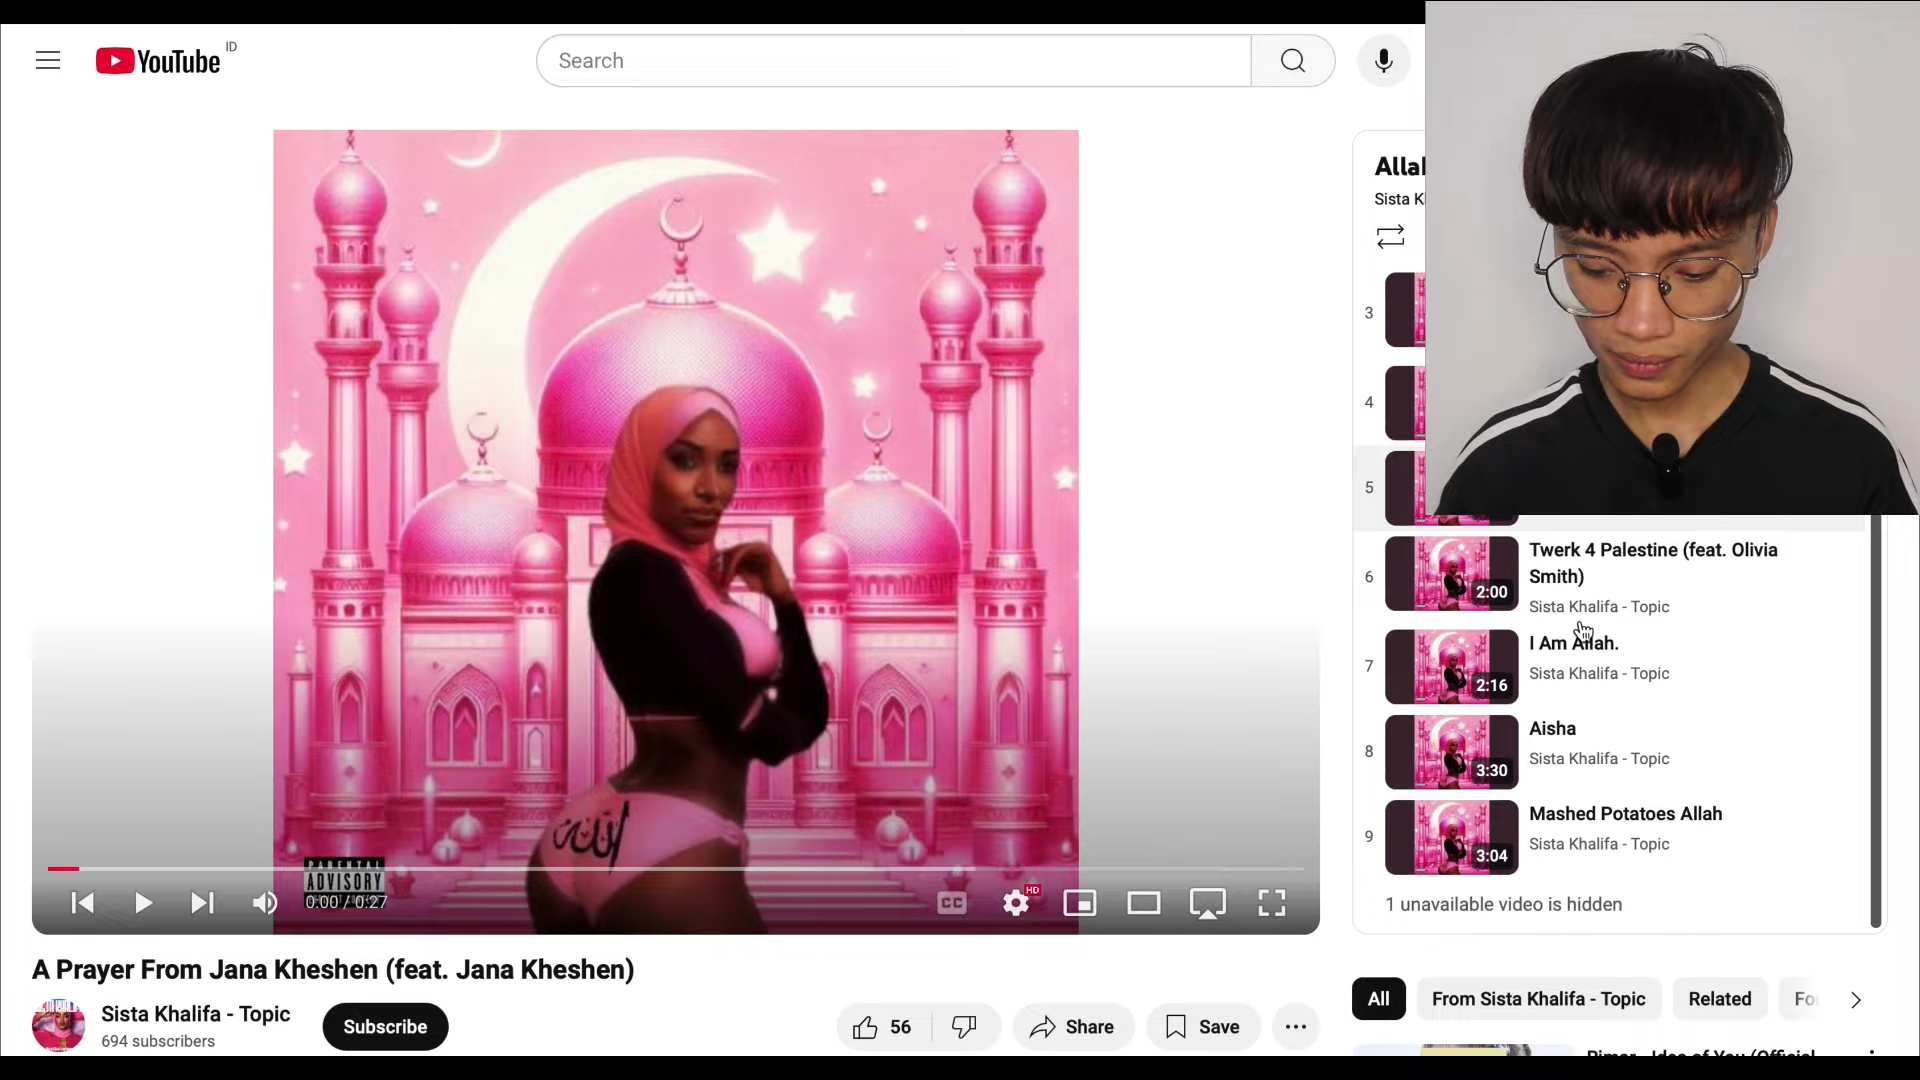 YouTube
ID
Search
Sista K
3
4
5
6
2:00
Twerk 4 Palestine (feat. Olivia
Smith)
Sista Khalifa - Topic
7
2:16
I Am Allah.
Sista Khalifa - Topic
8
3:30
Aisha
Sista Khalifa - Topic
9
3:04
Mashed Potatoes Allah
Sista Khalifa - Topic
1 unavailable video is hidden
الله
PARENTAL
ADVISORY
0:00 / 0:27
CC
HD
A Prayer From Jana Kheshen (feat. Jana Kheshen)
Sista Khalifa - Topic
694 subscribers
Subscribe
56
Share
Save
All
From Sista Khalifa - Topic
Related
Fo